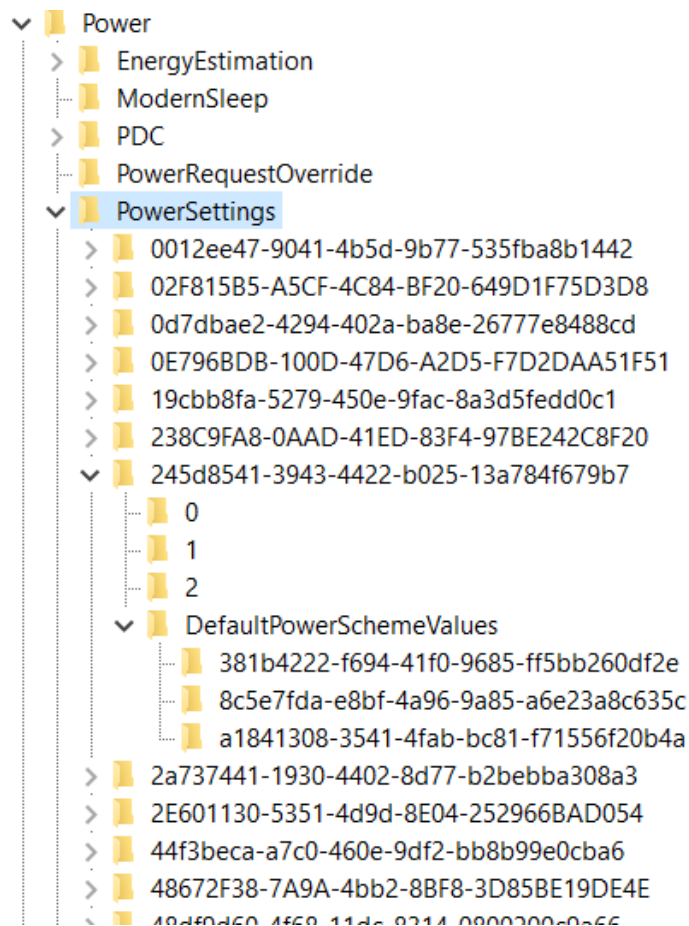 Power
EnergyEstimation
ModernSleep
PDC
PowerRequestOverride
PowerSettings
0012ee47-9041-4b5d-9b77-535fba8b1442
02F815B5-A5CF-4C84-BF20-649D1F75D3D8
0d7dbae2-4294-402a-ba8e-26777e8488cd
0E796BDB-100D-47D6-A2D5-F7D2DAA51F51
19cbb8fa-5279-450e-9fac-8a3d5fedd0c1
238C9FA8-0AAD-41ED-83F4-97BE242C8F20
245d8541-3943-4422-b025-13a784f679b7
0
1
2
DefaultPowerSchemeValues
381b4222-f694-41f0-9685-ff5bb260df2e
8c5e7fda-e8bf-4a96-9a85-a6e23a8c635c
a1841308-3541-4fab-bc81-f71556f20b4a
2a737441-1930-4402-8d77-b2bebba308a3
2E601130-5351-4d9d-8E04-252966BAD054
44f3beca-a7c0-460e-9df2-bb8b99e0cba6
48672F38-7A9A-4bb2-8BF8-3D85BE19DE4E